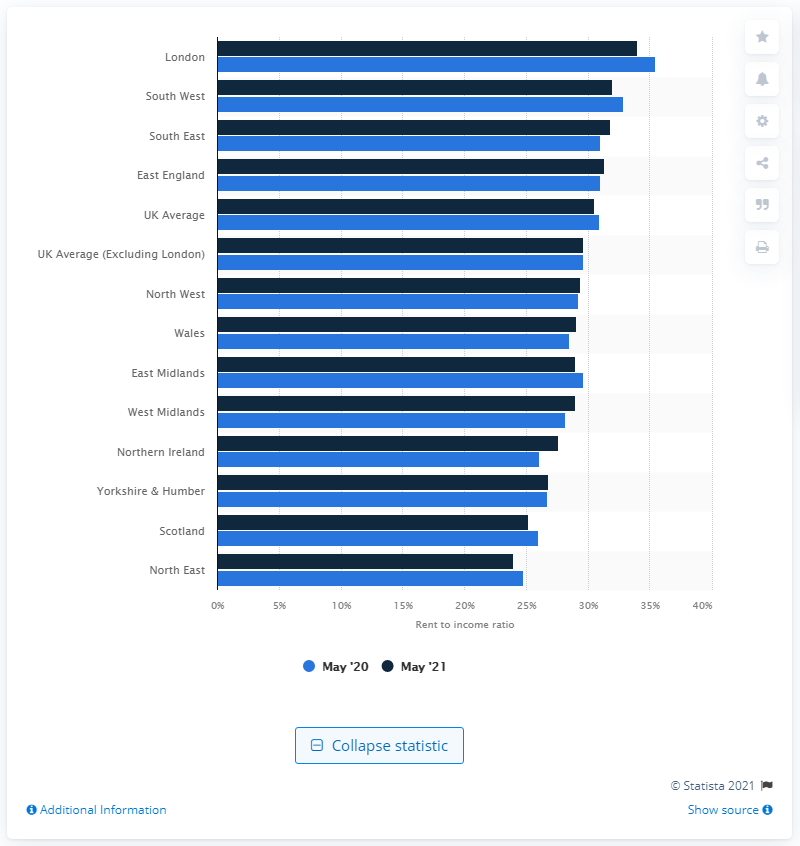 London
South West
South East
East England
UK Average
UK Average (Excluding London)
North West
Wales
East Midlands
West Midlands
Northern Ireland
Yorkshire & Humber
Scotland
North East
0% 5% 10% 15% 20% 25% 30% 35% 40%
Rent to income ratio
May '20 May '21
Collapse statistic
© Statista 2021
Additional Information Show source